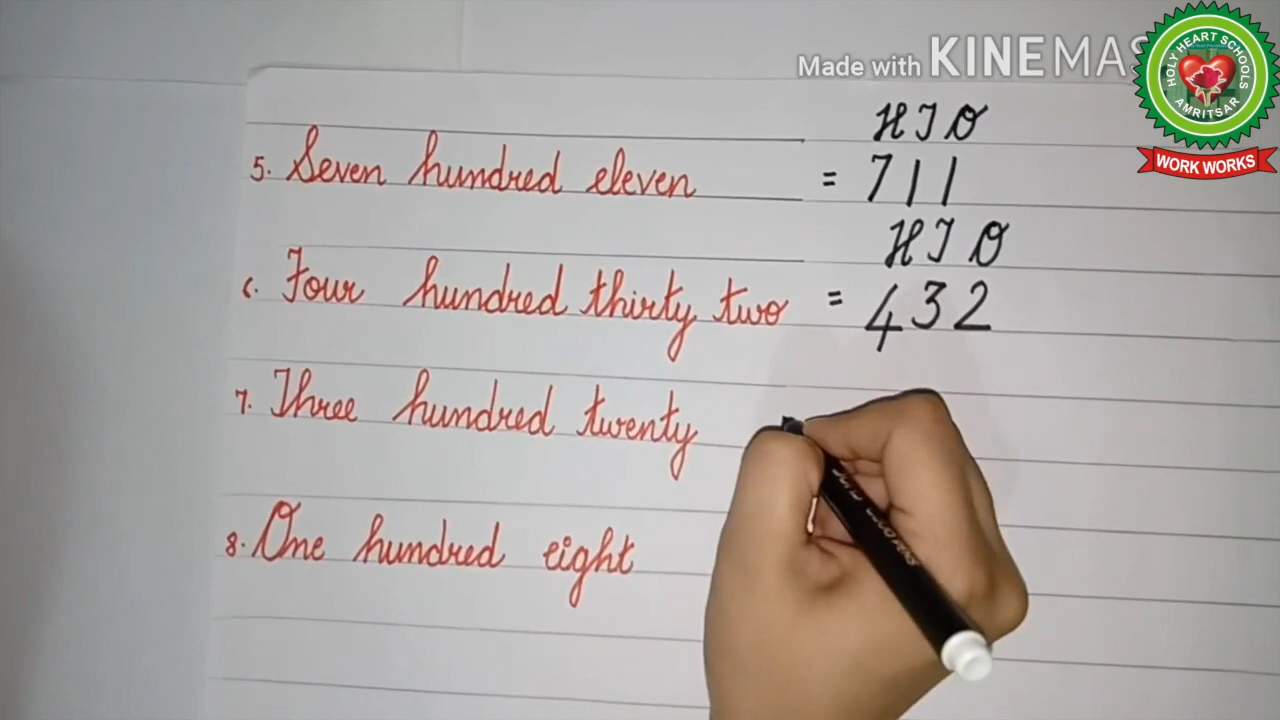 Made with KINEMAS
HOLY HEART SCHOOLS
AMRITSAR
WORK WORKS
H T O
5. Seven hundred eleven = 711
H T O
6. Four hundred thirty two = 432
7. Three hundred twenty
8. One hundred eight